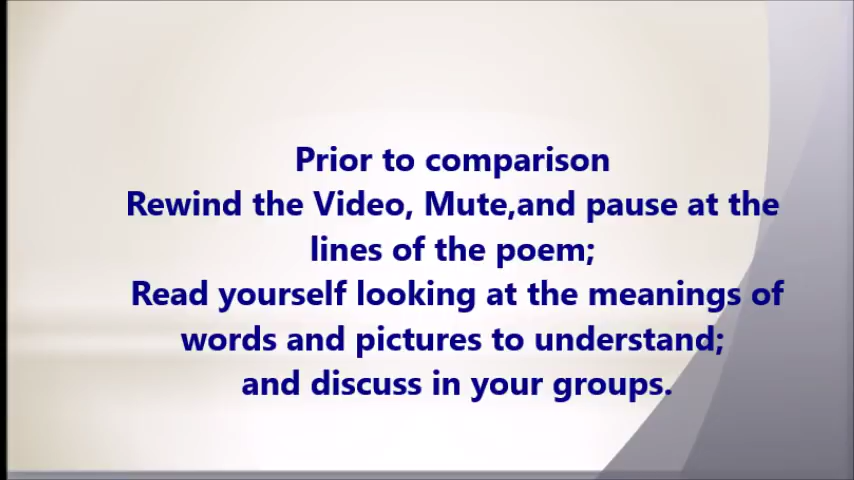 Prior to comparison
Rewind the Video, Mute,and pause at the
lines of the poem;
Read yourself looking at the meanings of
words and pictures to understand;
and discuss in your groups.